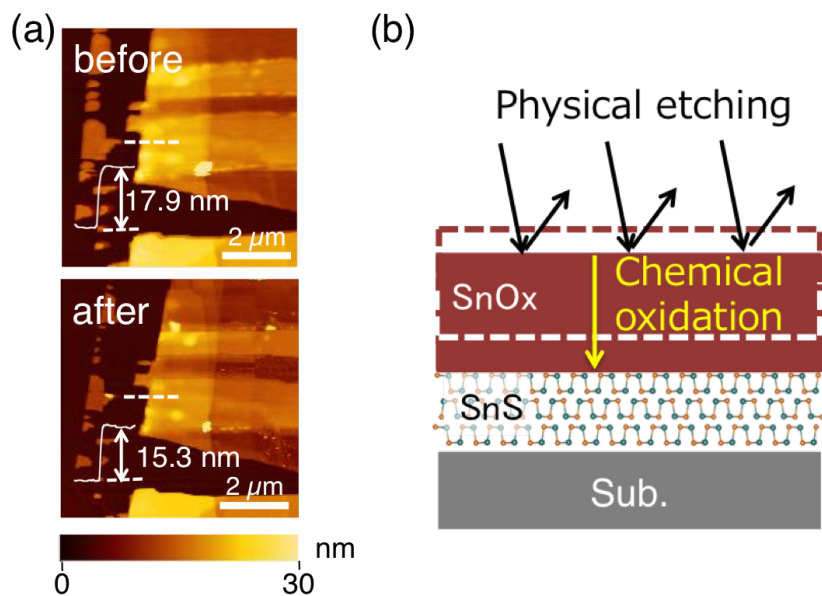 (a)
before
17.9 nm
2 µm
after
15.3 nm
2 µm
nm
0
30
(b)
Physical etching
SnOx
Chemical
oxidation
SnS
Sub.